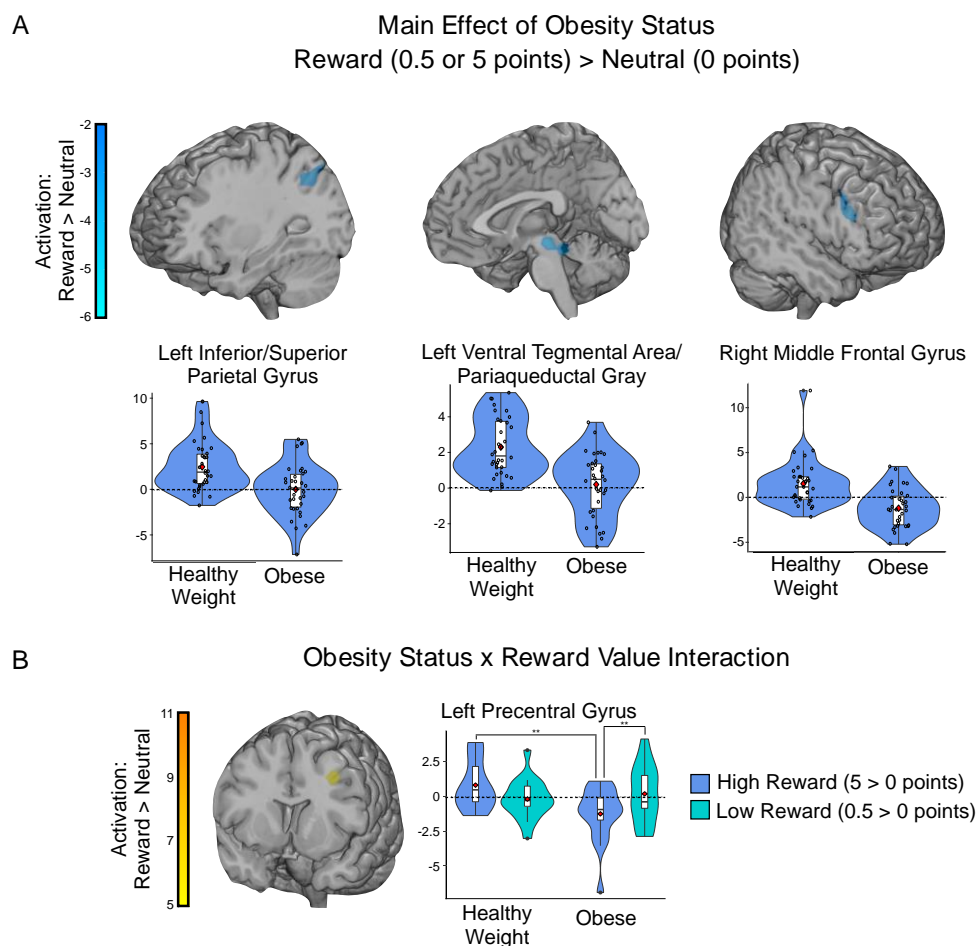 A
Main Effect of Obesity Status
Reward (0.5 or 5 points) > Neutral (0 points)
Activation:
Reward > Neutral
-2
-3
-4
-5
-6
Left Inferior/Superior
Parietal Gyrus
10
5
0
-5
Healthy
Weight
Obese
Left Ventral Tegmental Area/
Pariaqueductal Gray
4
2
0
-2
Healthy
Weight
Obese
Right Middle Frontal Gyrus
10
5
0
-5
Healthy
Weight
Obese
B
Obesity Status x Reward Value Interaction
Activation:
Reward > Neutral
11
9
7
5
Left Precentral Gyrus
**
**
2.5
0
-2.5
-5
Healthy
Weight
Obese
High Reward (5 > 0 points)
Low Reward (0.5 > 0 points)